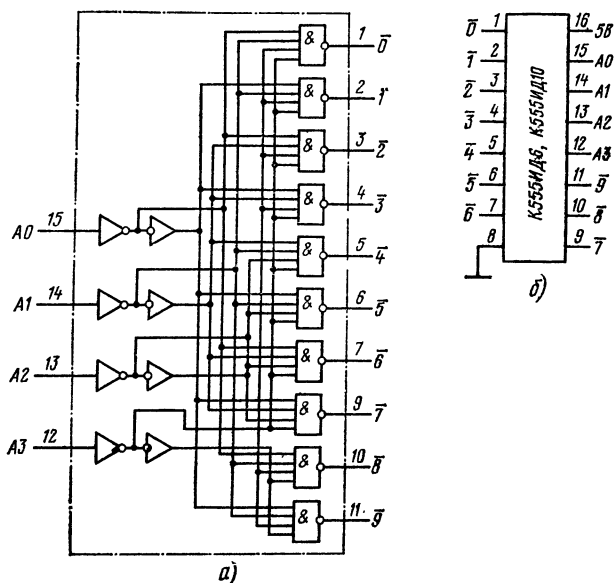 & 1 0̅
& 2 1̅
& 3 2̅
& 4 3̅
A0 15
& 5 4̅
A1 14
& 6 5̅
A2 13
& 7 6̅
& 9 7̅
A3 12
& 10 8̅
& 11 9̅
а)
0̅ 1 16 5В
1̅ 2 15 A0
2̅ 3 14 A1
3̅ 4 13 A2
4̅ 5 12 A3
5̅ 6 11 9̅
6̅ 7 10 8̅
8 9 7̅
К555ИД6, К555ИД10
б)